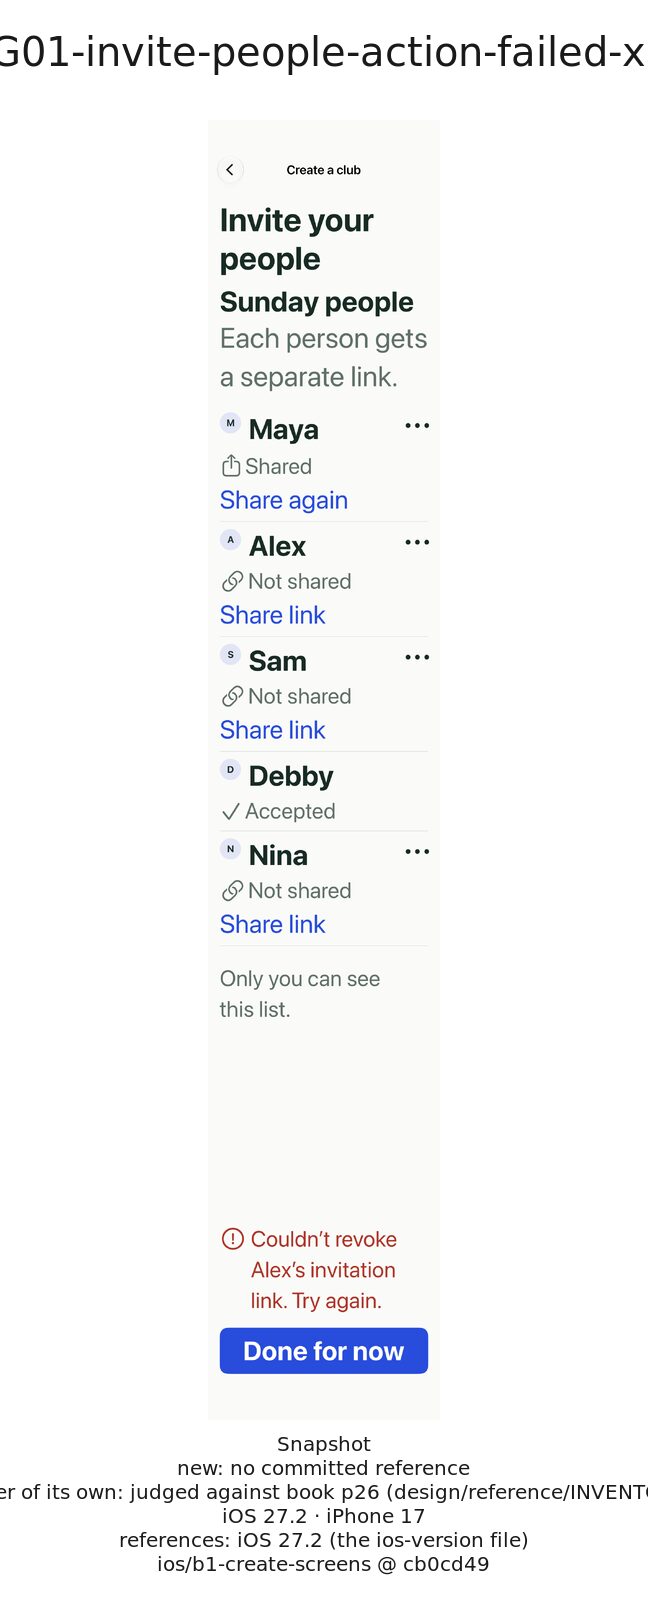 G01-invite-people-action-failed-x
Create a club
Invite your
people
Sunday people
Each person gets
a separate link.
M Maya •••
Shared
Share again
A Alex •••
Not shared
Share link
S Sam •••
Not shared
Share link
D Debby
Accepted
N Nina •••
Not shared
Share link
Only you can see
this list.
Couldn’t revoke
Alex’s invitation
link. Try again.
Done for now
Snapshot
new: no committed reference
er of its own: judged against book p26 (design/reference/INVENTO
iOS 27.2 · iPhone 17
references: iOS 27.2 (the ios-version file)
ios/b1-create-screens @ cb0cd49